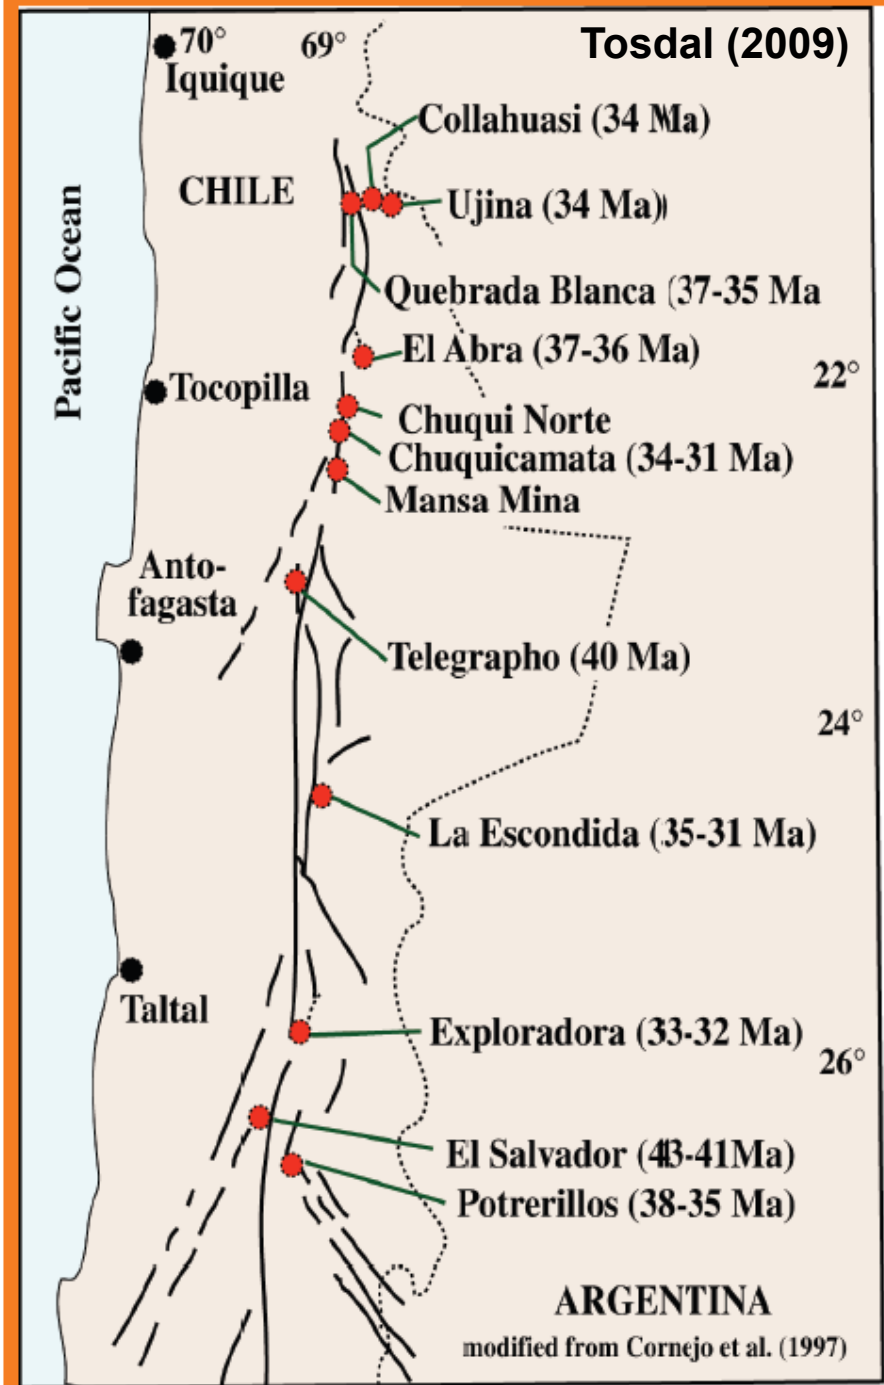 Tosdal (2009)
70°
69°
Iquique
Collahuasi (34 Ma)
CHILE
Ujina (34 Ma)
Pacific Ocean
Quebrada Blanca (37-35 Ma
El Abra (37-36 Ma)
22°
Tocopilla
Chuqui Norte
Chuquicamata (34-31 Ma)
Mansa Mina
Anto-
fagasta
Telegrapho (40 Ma)
24°
La Escondida (35-31 Ma)
Taltal
Exploradora (33-32 Ma)
26°
El Salvador (43-41Ma)
Potrerillos (38-35 Ma)
ARGENTINA
modified from Cornejo et al. (1997)